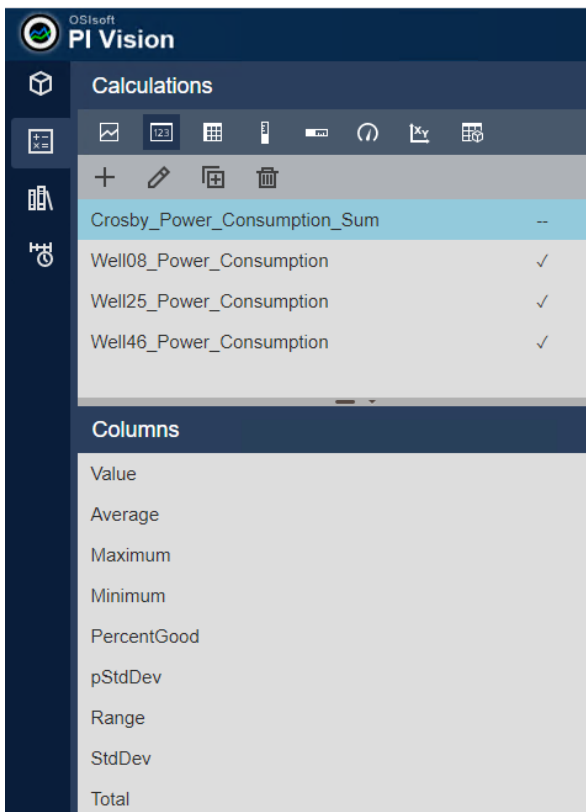 OSIsoft
PI Vision
Calculations
123
XY
Crosby_Power_Consumption_Sum --
Well08_Power_Consumption ✓
Well25_Power_Consumption ✓
Well46_Power_Consumption ✓
Columns
Value
Average
Maximum
Minimum
PercentGood
pStdDev
Range
StdDev
Total